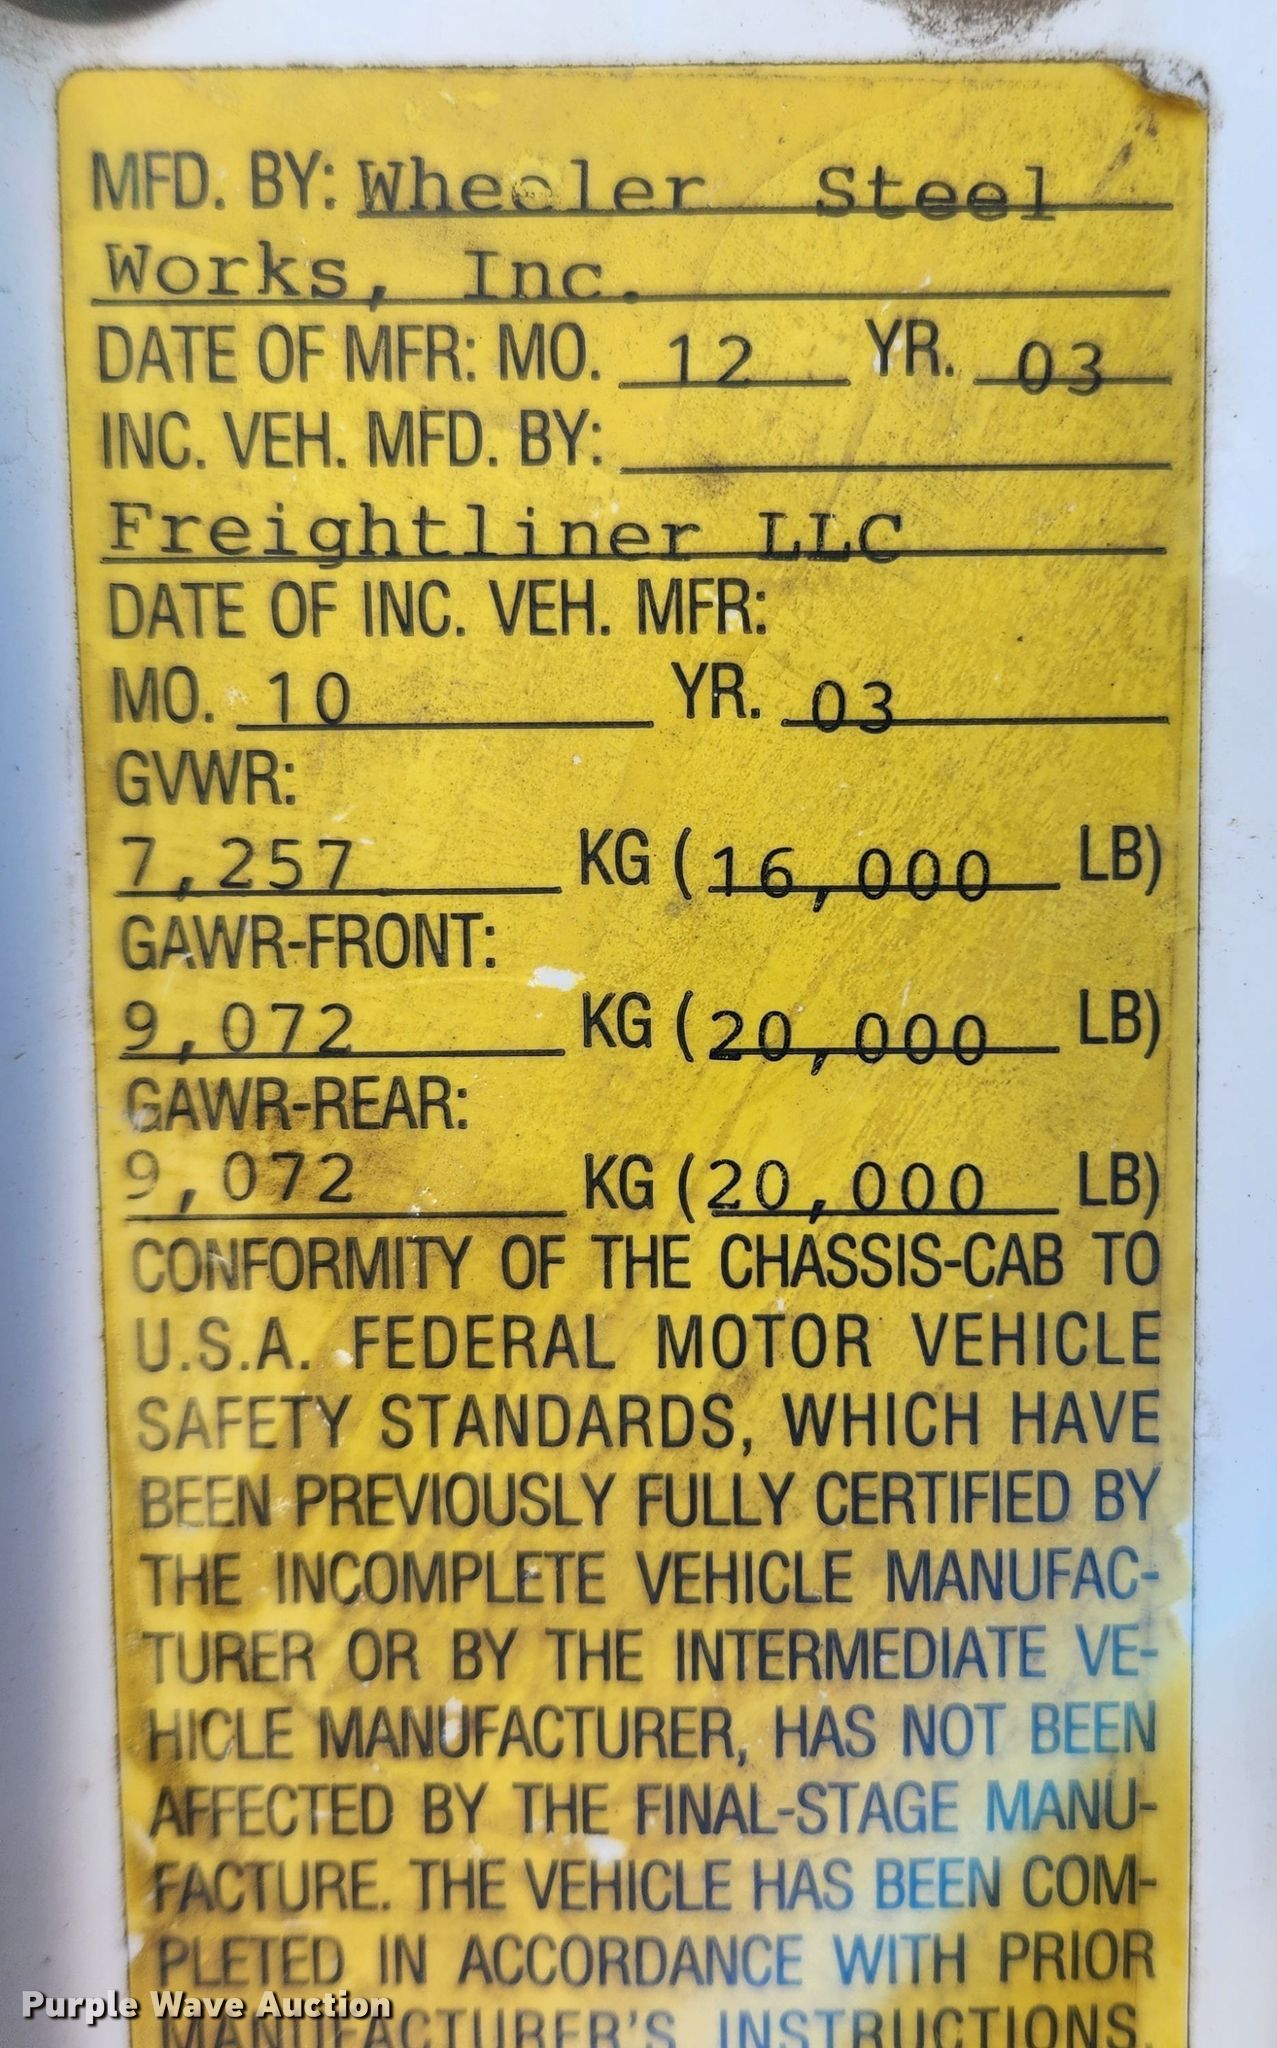 MFD. BY: Wheeler Steel
Works, Inc.
DATE OF MFR: MO. 12 YR. 03
INC. VEH. MFD. BY:
Freightliner LLC
DATE OF INC. VEH. MFR:
MO. 10 YR. 03
GVWR:
7,257 KG (16,000 LB)
GAWR-FRONT:
9,072 KG (20,000 LB)
GAWR-REAR:
9,072 KG (20,000 LB)
CONFORMITY OF THE CHASSIS-CAB TO
U.S.A. FEDERAL MOTOR VEHICLE
SAFETY STANDARDS, WHICH HAVE
BEEN PREVIOUSLY FULLY CERTIFIED BY
THE INCOMPLETE VEHICLE MANUFAC-
TURER OR BY THE INTERMEDIATE VE-
HICLE MANUFACTURER, HAS NOT BEEN
AFFECTED BY THE FINAL-STAGE MANU-
FACTURE. THE VEHICLE HAS BEEN COM-
PLETED IN ACCORDANCE WITH PRIOR
MANUFACTURER'S INSTRUCTIONS.
Purple Wave Auction